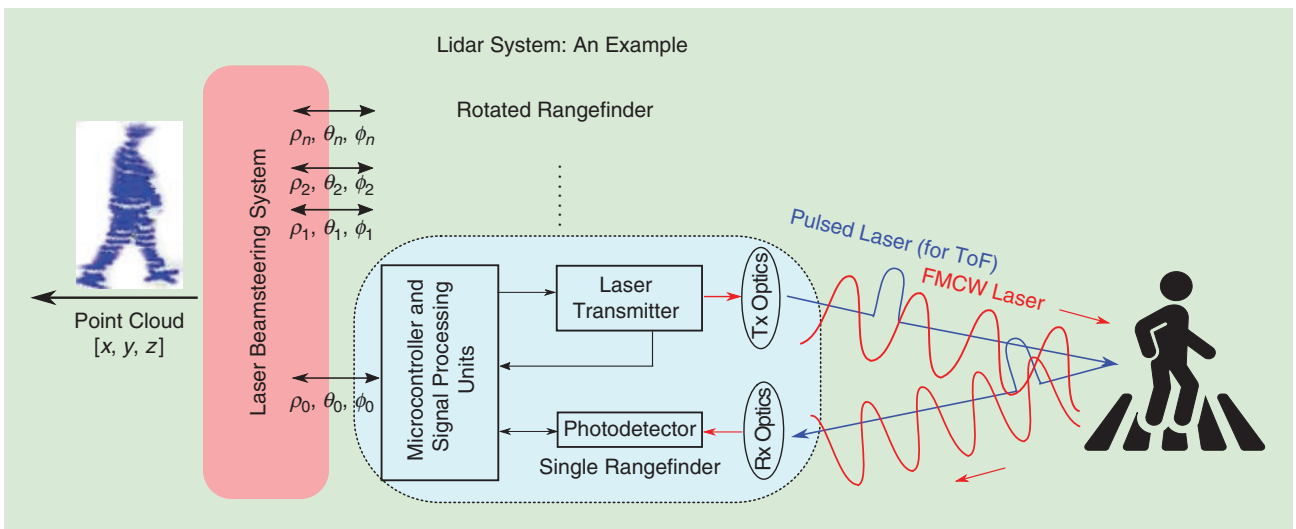 Lidar System: An Example
Rotated Rangefinder
ρn, θn, ϕn
ρ2, θ2, ϕ2
ρ1, θ1, ϕ1
ρ0, θ0, ϕ0
Laser Beamsteering System
Point Cloud
[x, y, z]
Microcontroller and
Signal Processing
Units
Laser
Transmitter
Tx Optics
Photodetector
Rx Optics
Single Rangefinder
Pulsed Laser (for ToF)
FMCW Laser